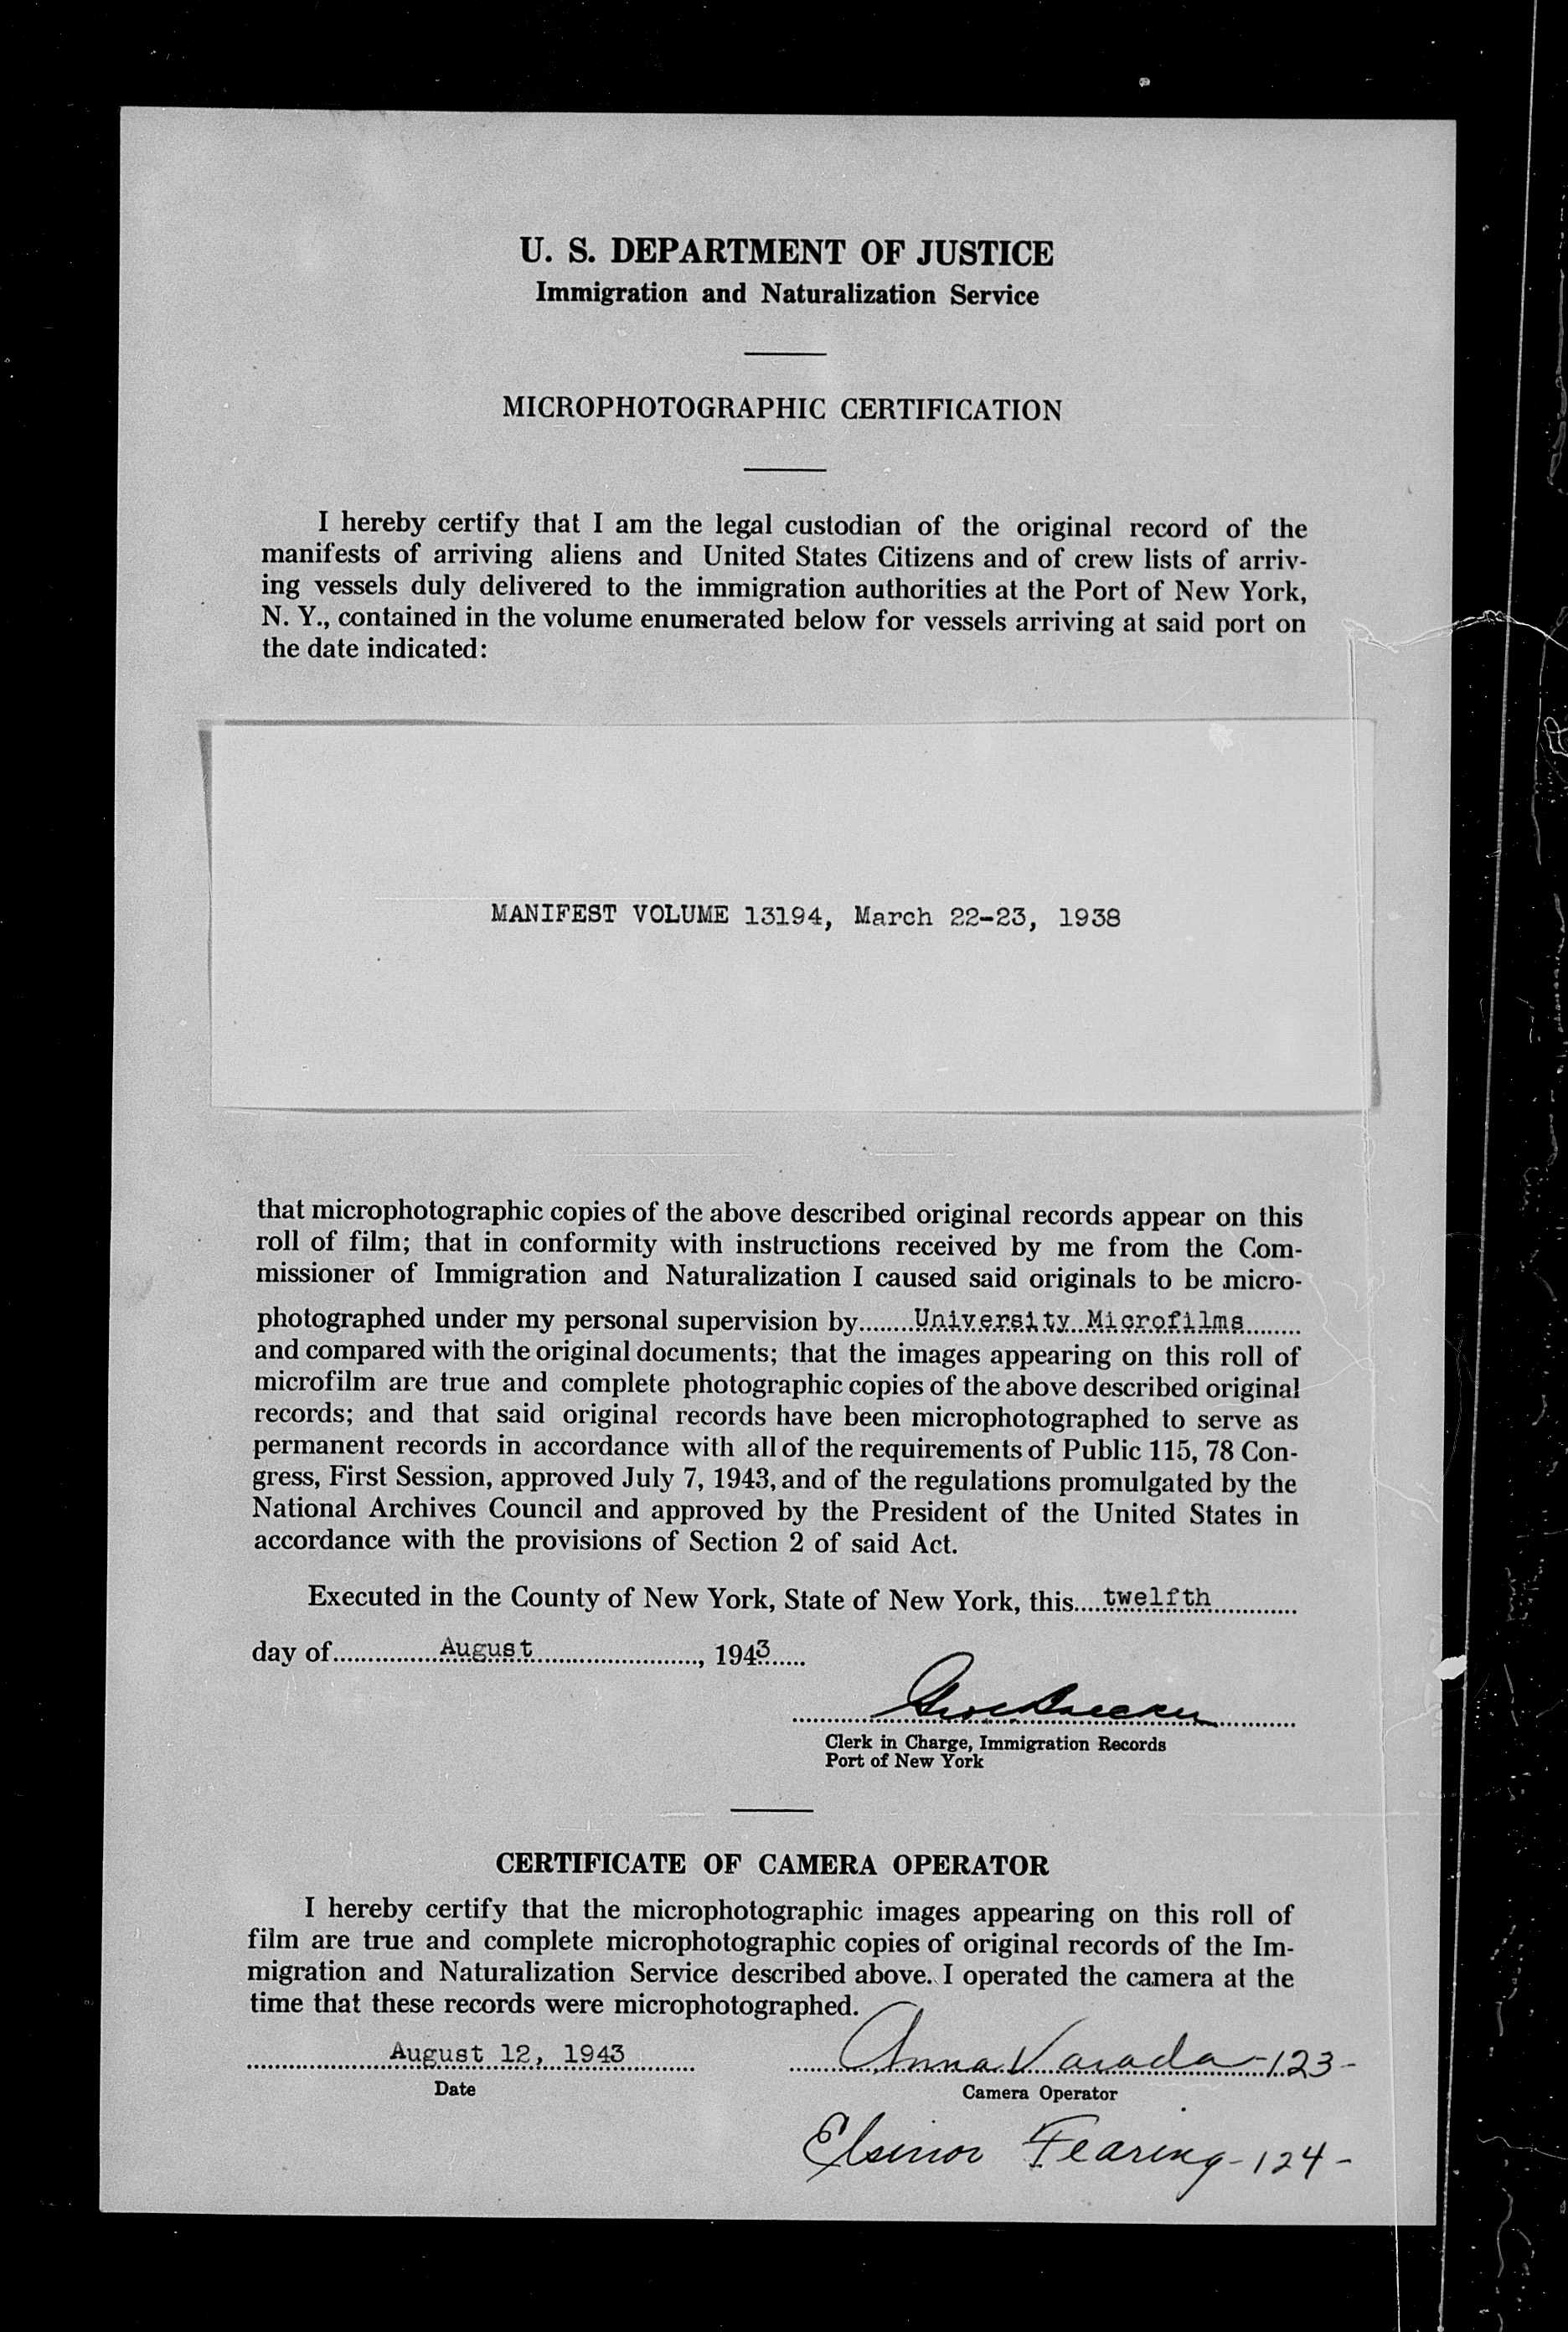 U. S. DEPARTMENT OF JUSTICE
Immigration and Naturalization Service
MICROPHOTOGRAPHIC CERTIFICATION
I hereby certify that I am the legal custodian of the original record of the
manifests of arriving aliens and United States Citizens and of crew lists of arriv-
ing vessels duly delivered to the immigration authorities at the Port of New York,
N. Y., contained in the volume enumerated below for vessels arriving at said port on
the date indicated:
MANIFEST VOLUME 13194, March 22-23, 1938
that microphotographic copies of the above described original records appear on this
roll of film; that in conformity with instructions received by me from the Com-
missioner of Immigration and Naturalization I caused said originals to be micro-
photographed under my personal supervision by........University Microfilms........
and compared with the original documents; that the images appearing on this roll of
microfilm are true and complete photographic copies of the above described original
records; and that said original records have been microphotographed to serve as
permanent records in accordance with all of the requirements of Public 115, 78 Con-
gress, First Session, approved July 7, 1943, and of the regulations promulgated by the
National Archives Council and approved by the President of the United States in
accordance with the provisions of Section 2 of said Act.
Executed in the County of New York, State of New York, this.....twelfth.............
day of................August........................, 1943......
Clerk in Charge, Immigration Records
Port of New York
CERTIFICATE OF CAMERA OPERATOR
I hereby certify that the microphotographic images appearing on this roll of
film are true and complete microphotographic copies of original records of the Im-
migration and Naturalization Service described above. I operated the camera at the
time that these records were microphotographed.
August 12, 1943 Anna Varada-123-
Date Camera Operator
Elsinor Fearing-124-